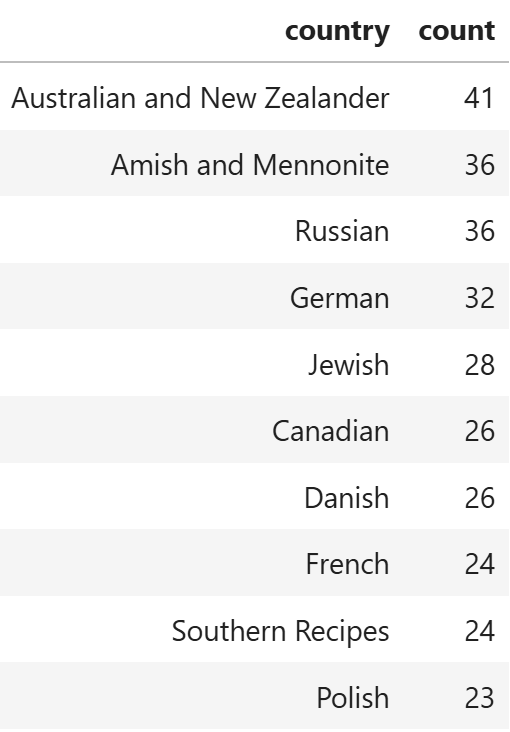 country count
Australian and New Zealander 41
Amish and Mennonite 36
Russian 36
German 32
Jewish 28
Canadian 26
Danish 26
French 24
Southern Recipes 24
Polish 23